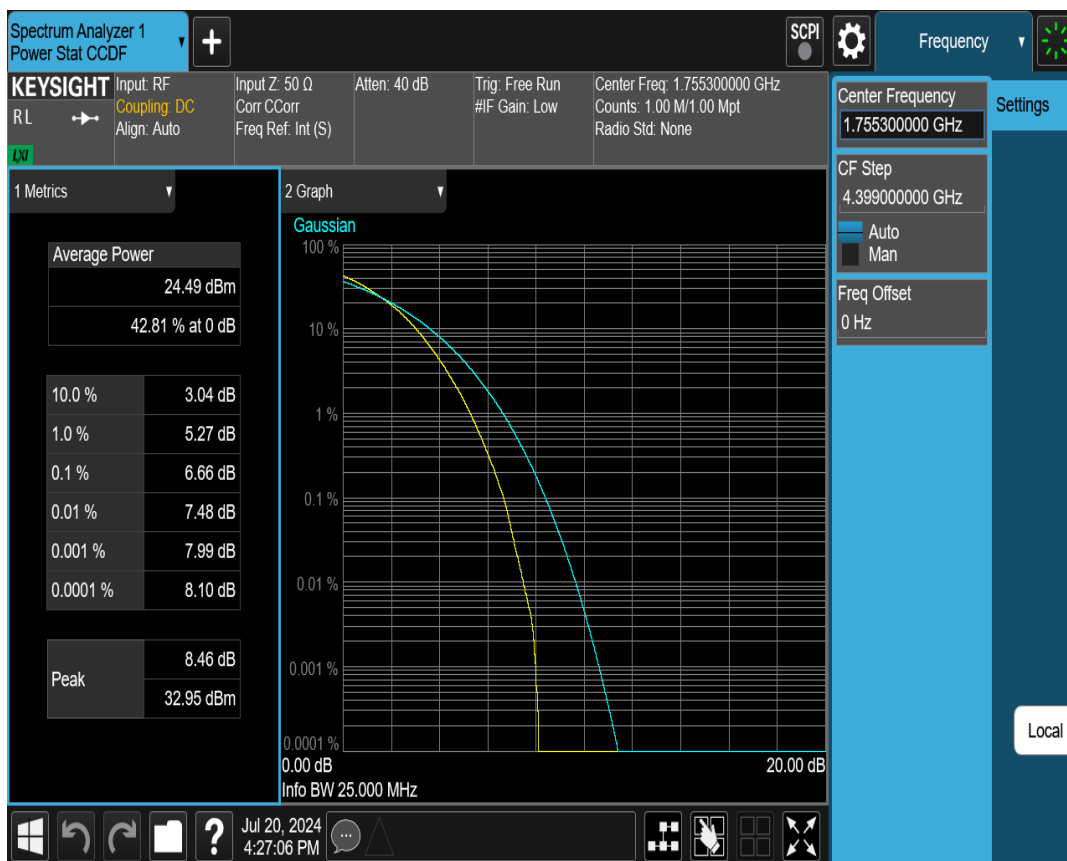 Spectrum Analyzer 1
Power Stat CCDF
+
SCPI
Frequency
KEYSIGHT
RL
LXI
Input: RF
Coupling: DC
Align: Auto
Input Z: 50 Ω
Corr CCorr
Freq Ref: Int (S)
Atten: 40 dB
Trig: Free Run
#IF Gain: Low
Center Freq: 1.755300000 GHz
Counts: 1.00 M/1.00 Mpt
Radio Std: None
Center Frequency
1.755300000 GHz
Settings
CF Step
4.399000000 GHz
Auto
Man
Freq Offset
0 Hz
Local
1 Metrics
Average Power
24.49 dBm
42.81 % at 0 dB
10.0 % 3.04 dB
1.0 % 5.27 dB
0.1 % 6.66 dB
0.01 % 7.48 dB
0.001 % 7.99 dB
0.0001 % 8.10 dB
Peak
8.46 dB
32.95 dBm
2 Graph
Gaussian
100 %
10 %
1 %
0.1 %
0.01 %
0.001 %
0.0001 %
0.00 dB 20.00 dB
Info BW 25.000 MHz
?
Jul 20, 2024
4:27:06 PM